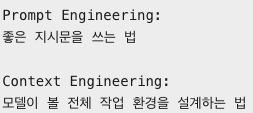 Prompt Engineering:
좋은 지시문을 쓰는 법
Context Engineering:
모델이 볼 전체 작업 환경을 설계하는 법